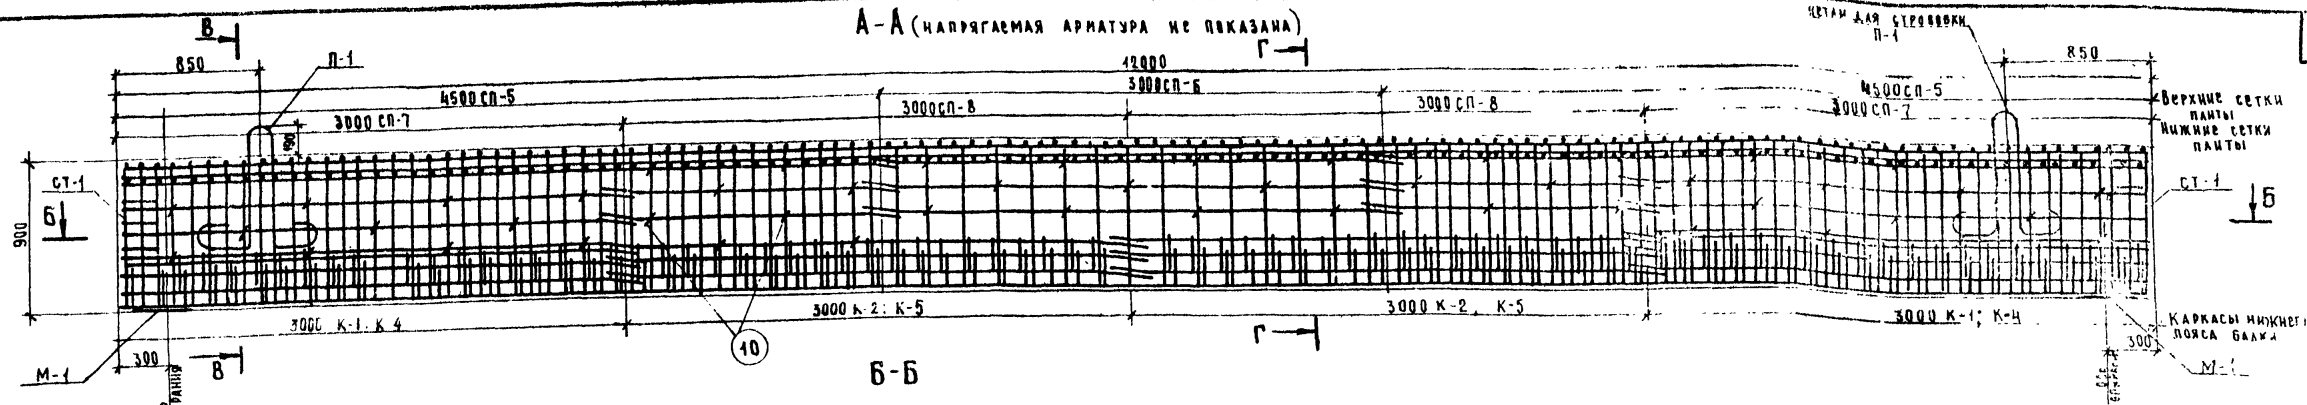 А-А (НАПРЯГАЕМАЯ АРМАТУРА НЕ ПОКАЗАНА)
В
Г
ДЛЯ СТРОПОВКИ
П-1
850
П-1
12000
850
4500 СП-5
3000 СП-6
4500 СП-5
3000 СП-7
3000 СП-8
3000 СП-8
3000 СП-7
ВЕРХНИЕ СЕТКИ
ПЛИТЫ
НИЖНИЕ СЕТКИ
ПЛИТЫ
СТ-1
Б
900
СТ-1
Б
3000 К-1; К-4
3000 К-2; К-5
3000 К-2, К-5
3000 К-1; К-4
КАРКАСЫ
ПОЯСА БАЛКИ
300
В
10
Г
300
М-1
Б-Б
М-1